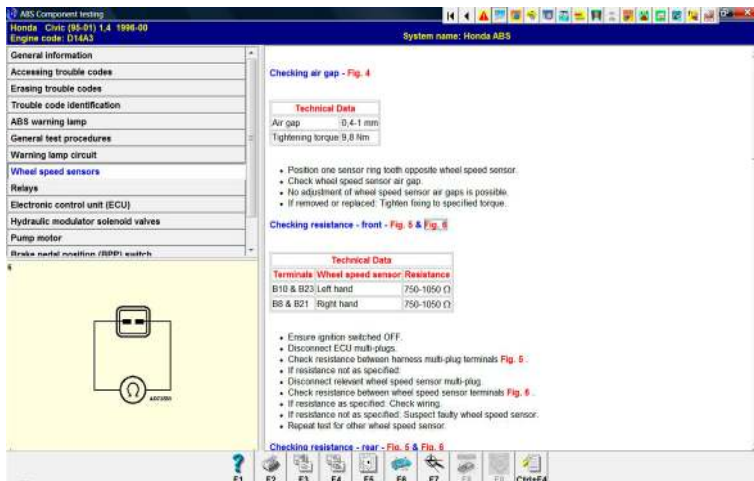 ABS Component testing
Honda Civic (95-01) 1,4 1996-00
Engine code: D14A3
System name: Honda ABS
General information
Accessing trouble codes
Erasing trouble codes
Trouble code identification
ABS warning lamp
General test procedures
Warning lamp circuit
Wheel speed sensors
Relays
Electronic control unit (ECU)
Hydraulic modulator solenoid valves
Pump motor
Brake pedal position (BPP) switch
6
Ω
Checking air gap - Fig. 4
Technical Data
Air gap 0,4-1 mm
Tightening torque 9,8 Nm
Position one sensor ring tooth opposite wheel speed sensor.
Check wheel speed sensor air gap.
No adjustment of wheel speed sensor air gaps is possible.
If removed or replaced: Tighten fixing to specified torque.
Checking resistance - front - Fig. 5 & Fig. 6
Technical Data
Terminals Wheel speed sensor Resistance
B10 & B23 Left hand 750-1050 Ω
B8 & B21 Right hand 750-1050 Ω
Ensure ignition switched OFF.
Disconnect ECU multi-plugs.
Check resistance between harness multi-plug terminals Fig. 5 .
If resistance not as specified:
Disconnect relevant wheel speed sensor multi-plug.
Check resistance between wheel speed sensor terminals Fig. 6 .
If resistance as specified: Check wiring.
If resistance not as specified: Suspect faulty wheel speed sensor.
Repeat test for other wheel speed sensor.
Checking resistance - rear - Fig. 5 & Fig. 6
F1 F2 F3 F4 F5 F6 F7 F8 F9 Ctrl+F4